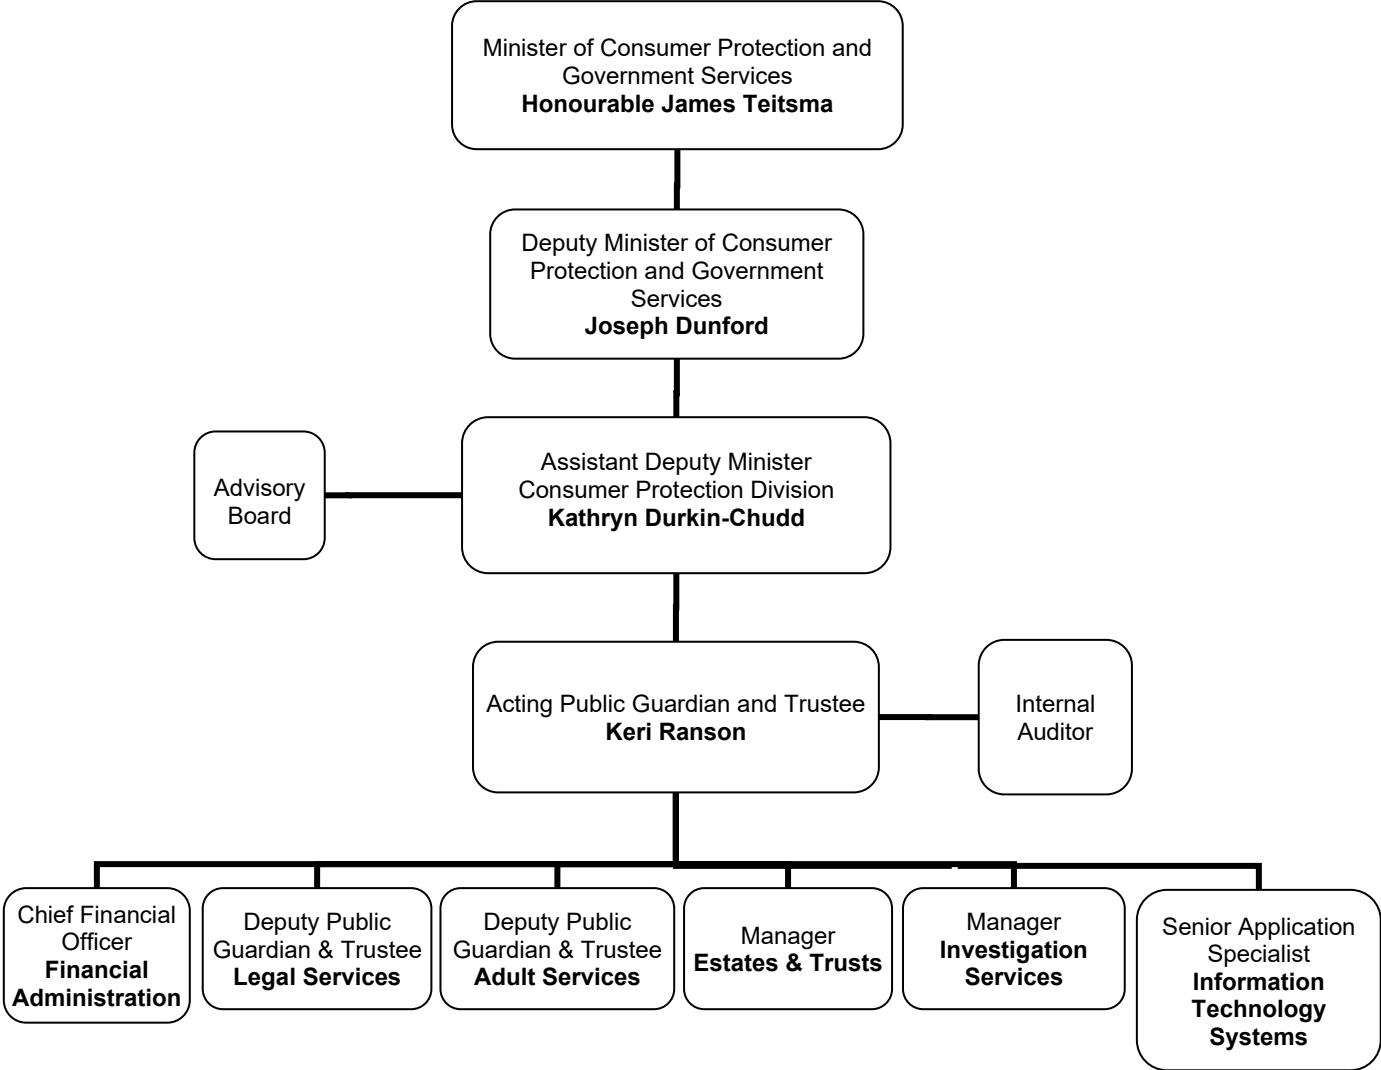 Minister of Consumer Protection and
Government Services
Honourable James Teitsma
Deputy Minister of Consumer
Protection and Government
Services
Joseph Dunford
Advisory
Board
Assistant Deputy Minister
Consumer Protection Division
Kathryn Durkin-Chudd
Acting Public Guardian and Trustee
Keri Ranson
Internal
Auditor
Chief Financial
Officer
Financial
Administration
Deputy Public
Guardian & Trustee
Legal Services
Deputy Public
Guardian & Trustee
Adult Services
Manager
Estates & Trusts
Manager
Investigation
Services
Senior Application
Specialist
Information
Technology
Systems